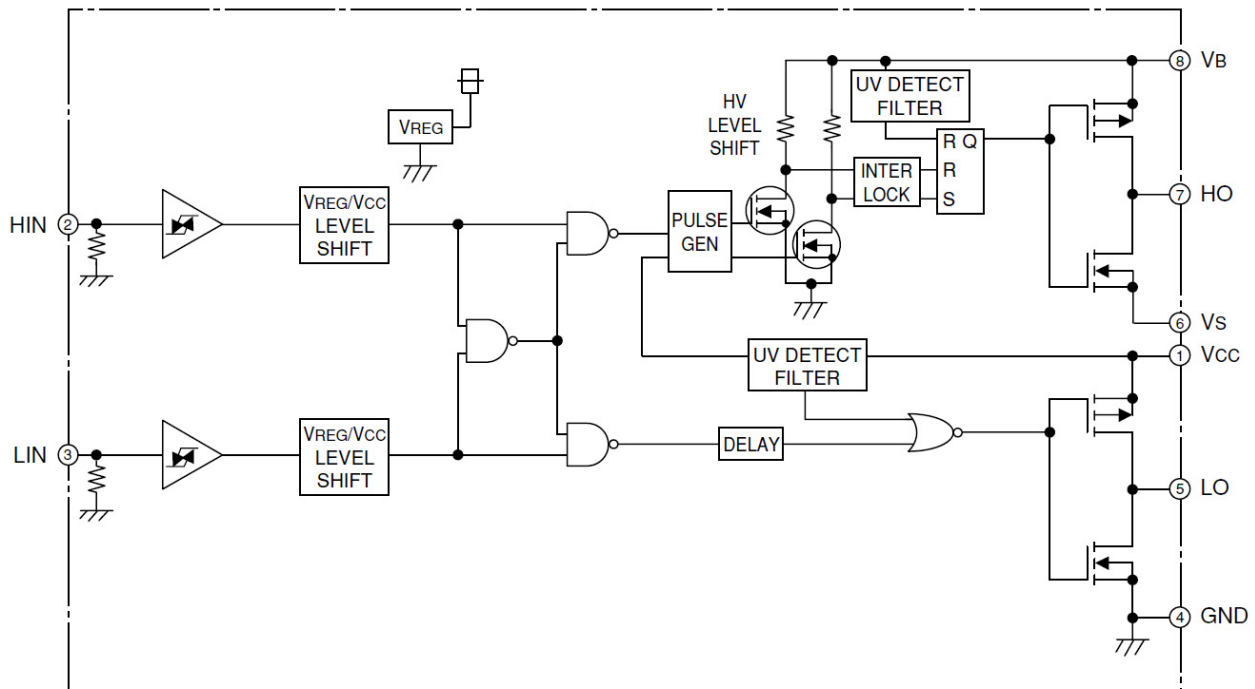 8 VB
UV DETECT
FILTER
HV
LEVEL
SHIFT
VREG
R Q
R
S
INTER
LOCK
7 HO
HIN 2
VREG/VCC
LEVEL
SHIFT
PULSE
GEN
6 VS
1 VCC
UV DETECT
FILTER
LIN 3
VREG/VCC
LEVEL
SHIFT
DELAY
5 LO
4 GND